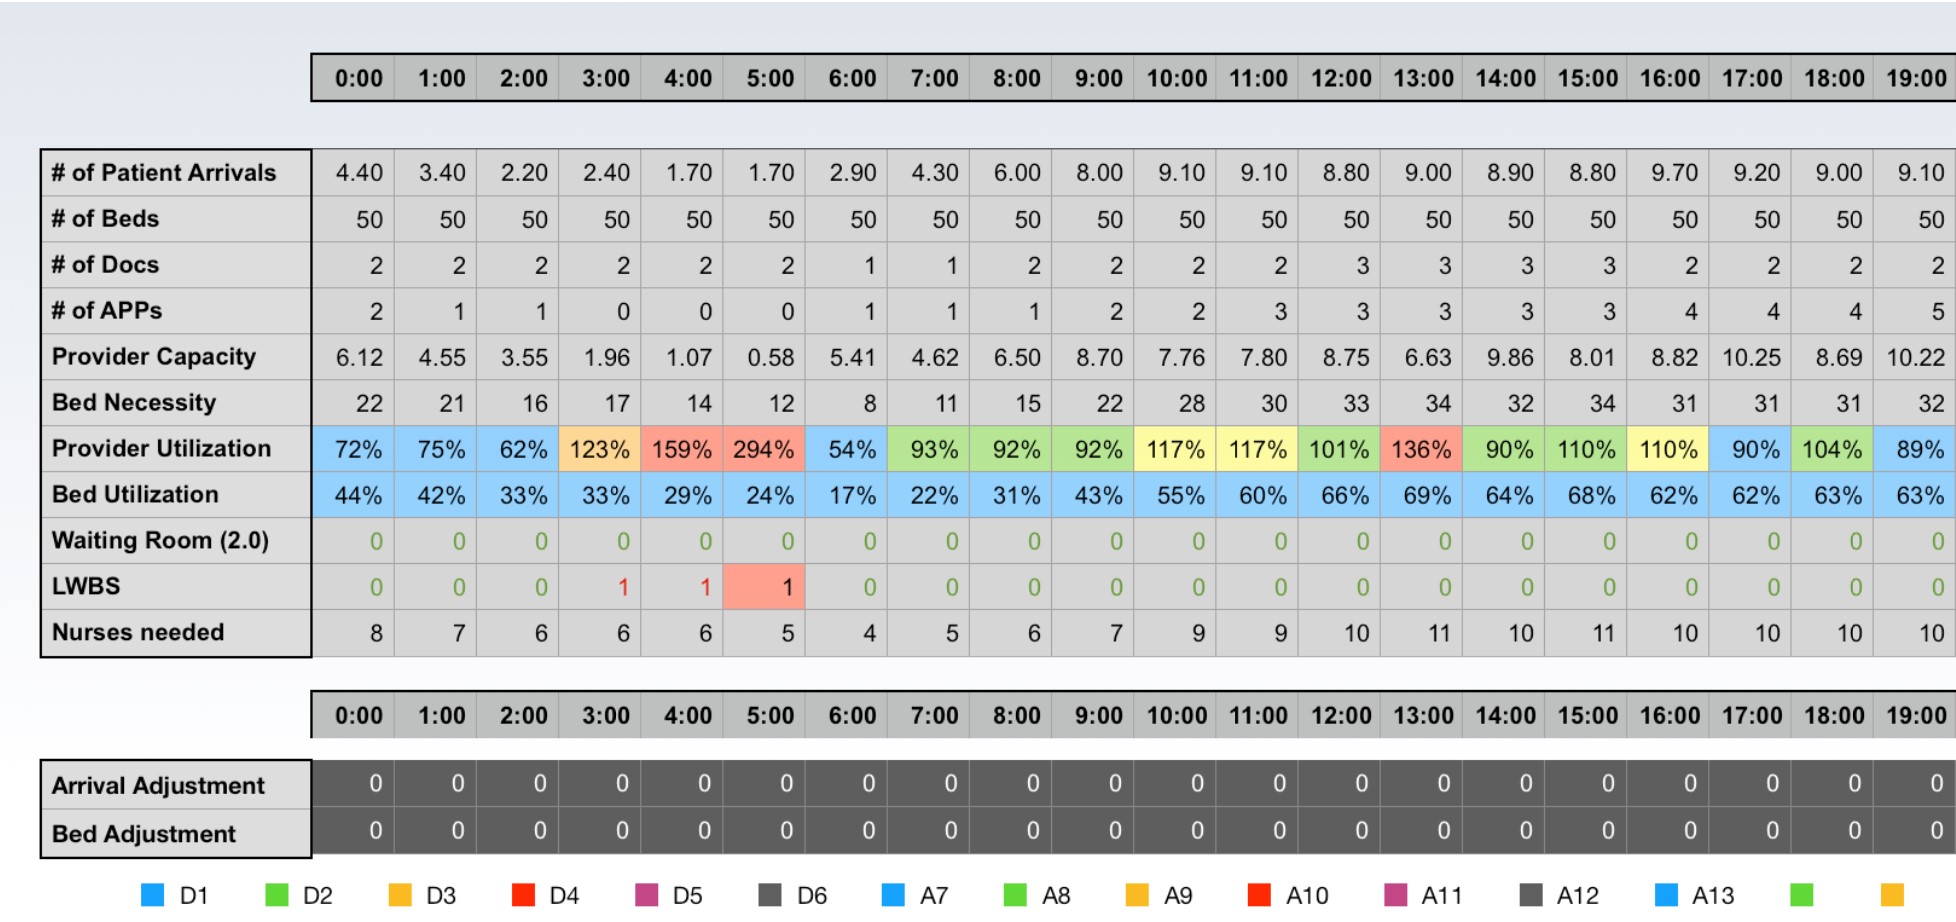 0:00 1:00 2:00 3:00 4:00 5:00 6:00 7:00 8:00 9:00 10:00 11:00 12:00 13:00 14:00 15:00 16:00 17:00 18:00 19:00
# of Patient Arrivals 4.40 3.40 2.20 2.40 1.70 1.70 2.90 4.30 6.00 8.00 9.10 9.10 8.80 9.00 8.90 8.80 9.70 9.20 9.00 9.10
# of Beds 50 50 50 50 50 50 50 50 50 50 50 50 50 50 50 50 50 50 50 50
# of Docs 2 2 2 2 2 2 1 1 2 2 2 2 3 3 3 3 2 2 2 2
# of APPs 2 1 1 0 0 0 1 1 1 2 2 3 3 3 3 3 4 4 4 5
Provider Capacity 6.12 4.55 3.55 1.96 1.07 0.58 5.41 4.62 6.50 8.70 7.76 7.80 8.75 6.63 9.86 8.01 8.82 10.25 8.69 10.22
Bed Necessity 22 21 16 17 14 12 8 11 15 22 28 30 33 34 32 34 31 31 31 32
Provider Utilization 72% 75% 62% 123% 159% 294% 54% 93% 92% 92% 117% 117% 101% 136% 90% 110% 110% 90% 104% 89%
Bed Utilization 44% 42% 33% 33% 29% 24% 17% 22% 31% 43% 55% 60% 66% 69% 64% 68% 62% 62% 63% 63%
Waiting Room (2.0) 0 0 0 0 0 0 0 0 0 0 0 0 0 0 0 0 0 0 0 0
LWBS 0 0 0 1 1 1 0 0 0 0 0 0 0 0 0 0 0 0 0 0
Nurses needed 8 7 6 6 6 5 4 5 6 7 9 9 10 11 10 11 10 10 10 10
0:00 1:00 2:00 3:00 4:00 5:00 6:00 7:00 8:00 9:00 10:00 11:00 12:00 13:00 14:00 15:00 16:00 17:00 18:00 19:00
Arrival Adjustment 0 0 0 0 0 0 0 0 0 0 0 0 0 0 0 0 0 0 0 0
Bed Adjustment 0 0 0 0 0 0 0 0 0 0 0 0 0 0 0 0 0 0 0 0
D1 D2 D3 D4 D5 D6 A7 A8 A9 A10 A11 A12 A13